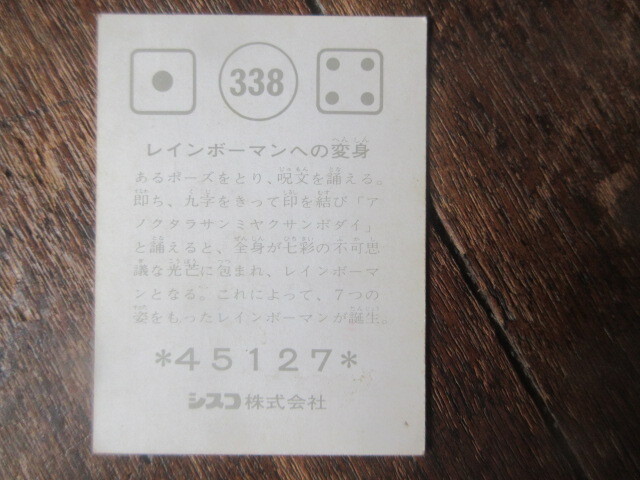 338
レインボーマンへの変身
あるポーズをとり、呪文を誦える。
即ち、九字をきって印を結び「ア
ノクタラサンミヤクサンボダイ」
と誦えると、全身が七彩の不可思
議な光芒に包まれ、レインボーマ
ンとなる。これによって、7つの
姿をもったレインボーマンが誕生。
*45127*
シスコ株式会社